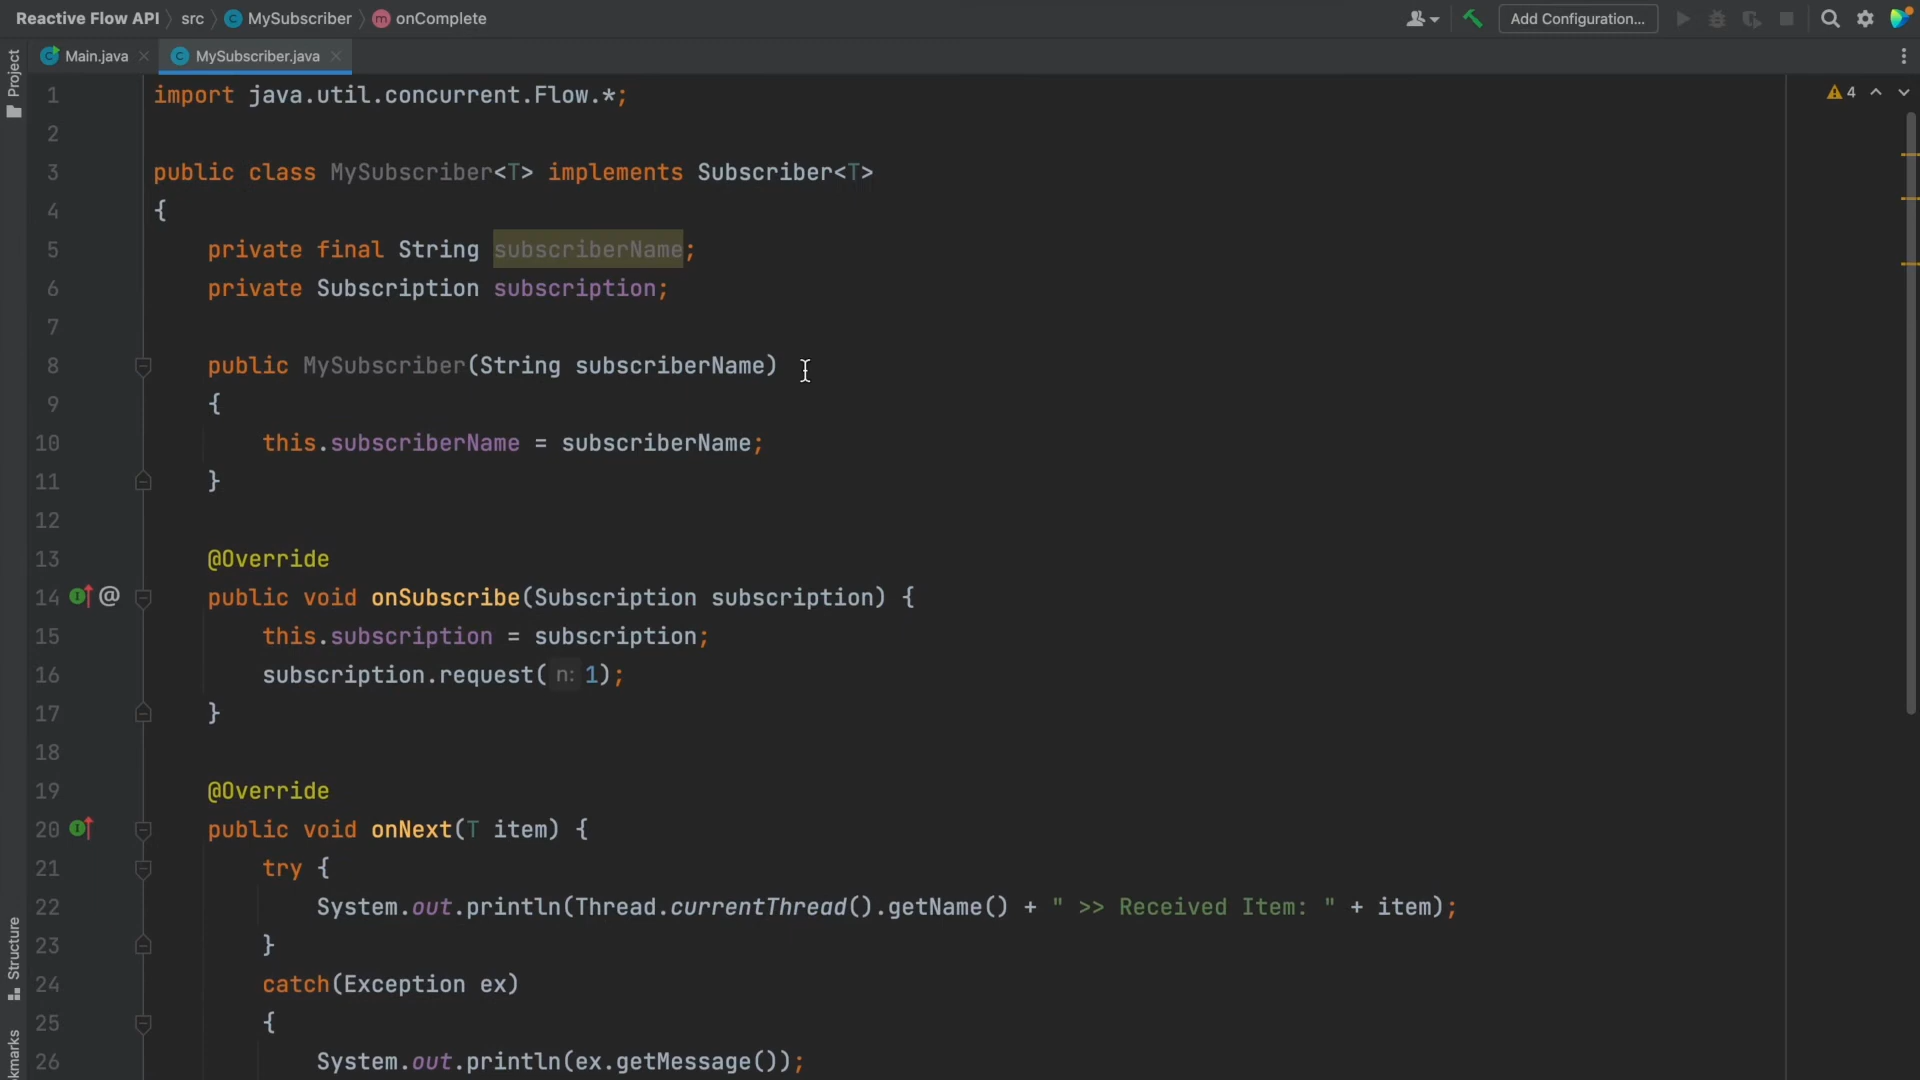 Reactive Flow API src MySubscriber onComplete Add Configuration...
Main.java MySubscriber.java
Project
4
1 import java.util.concurrent.Flow.*;
2
3 public class MySubscriber<T> implements Subscriber<T>
4 {
5 private final String subscriberName;
6 private Subscription subscription;
7
8 public MySubscriber(String subscriberName)
9 {
10 this.subscriberName = subscriberName;
11 }
12
13 @Override
14 @ public void onSubscribe(Subscription subscription) {
15 this.subscription = subscription;
16 subscription.request( n: 1);
17 }
18
19 @Override
20 public void onNext(T item) {
21 try {
22 System.out.println(Thread.currentThread().getName() + " >> Received Item: " + item);
23 }
24 catch(Exception ex)
25 {
26 System.out.println(ex.getMessage());
Structure
kmarks